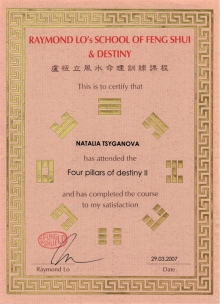 RAYMOND LO's SCHOOL OF FENG SHUI
& DESTINY
盧恆立風水命理訓練課程
This is to certify that
NATALIA TSYGANOVA
has attended the
Four pillars of destiny II
and has completed the course
to my satisfaction
29.03.2007
Raymond Lo
Date